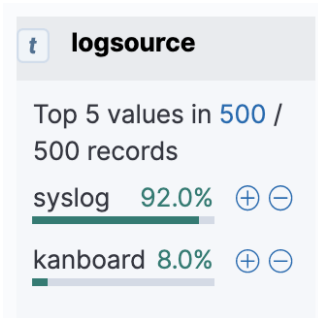 t logsource
Top 5 values in 500 /
500 records
syslog 92.0%
kanboard 8.0%